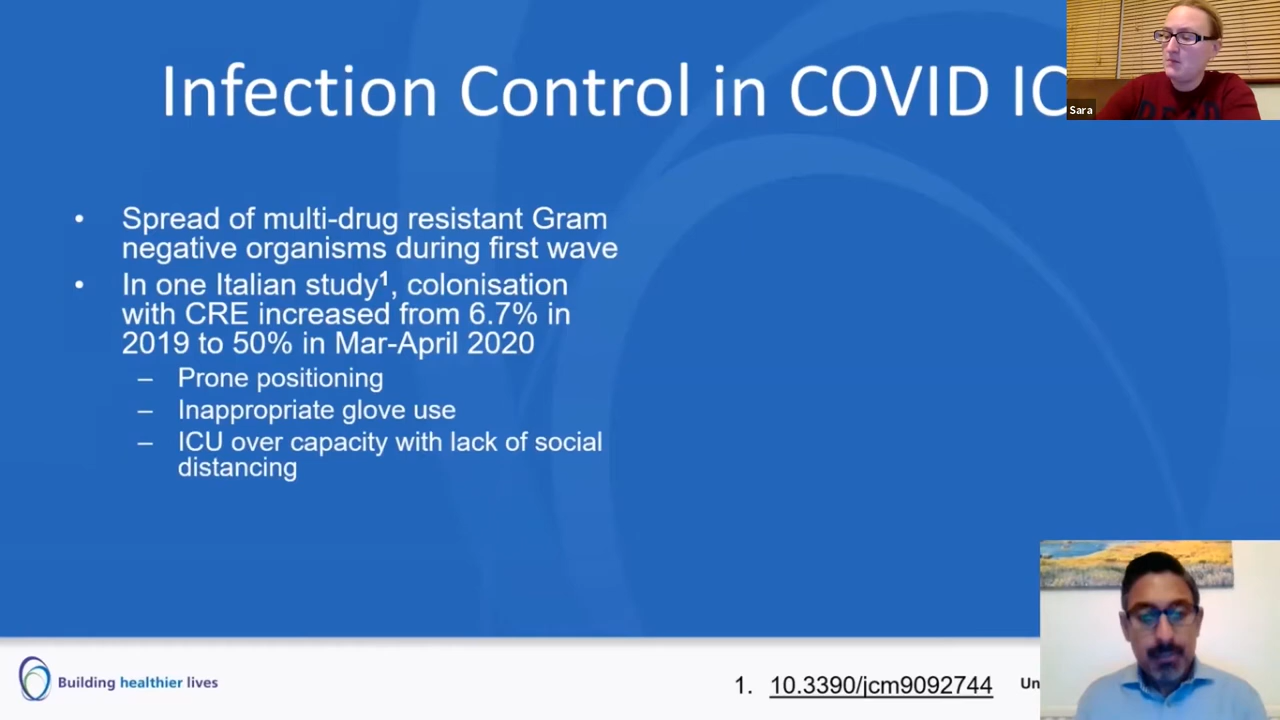 Infection Control in COVID IC
Sara
• Spread of multi-drug resistant Gram
negative organisms during first wave
• In one Italian study¹, colonisation
with CRE increased from 6.7% in
2019 to 50% in Mar-April 2020
– Prone positioning
– Inappropriate glove use
– ICU over capacity with lack of social
distancing
Building healthier lives
1. 10.3390/jcm9092744
Un